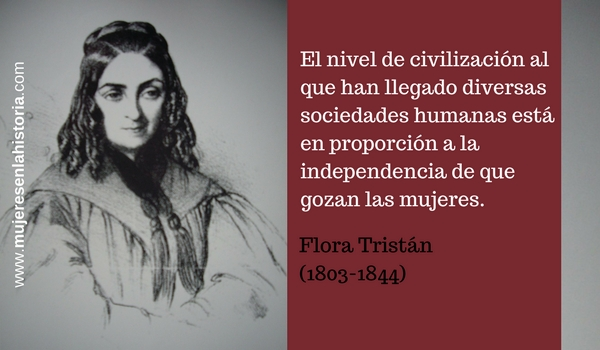 www.mujeresenlahistoria.com
El nivel de civilización al
que han llegado diversas
sociedades humanas está
en proporción a la
independencia de que
gozan las mujeres.
Flora Tristán
(1803-1844)